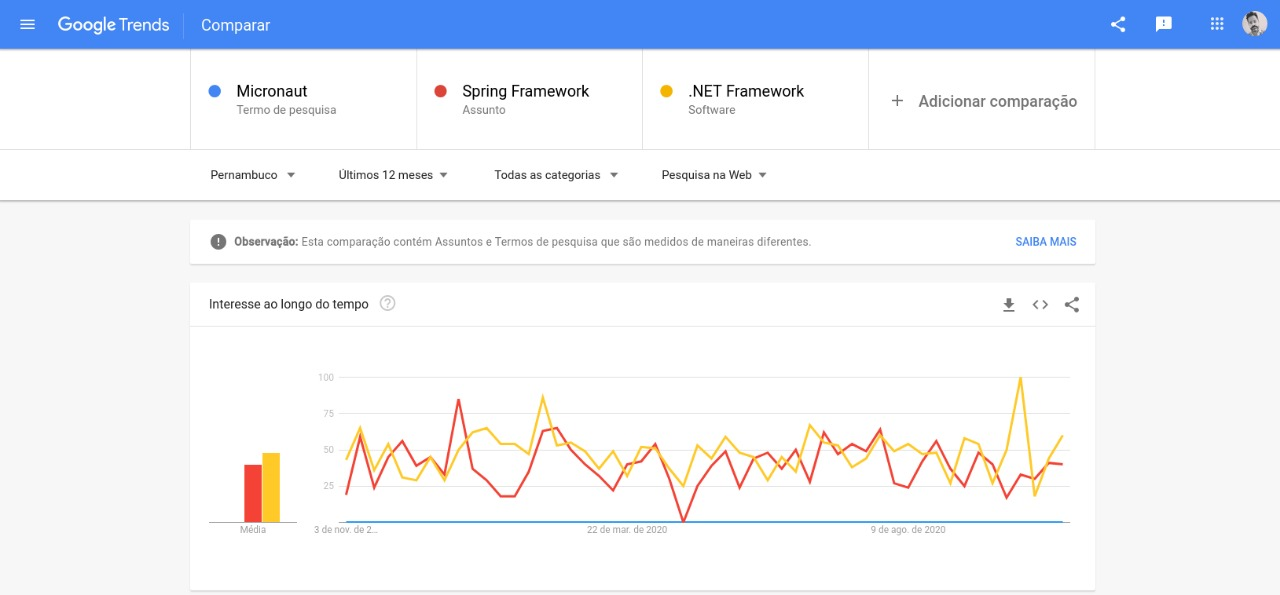 Google Trends Comparar
Micronaut
Termo de pesquisa
Spring Framework
Assunto
.NET Framework
Software
+ Adicionar comparação
Pernambuco
Últimos 12 meses
Todas as categorias
Pesquisa na Web
Observação: Esta comparação contém Assuntos e Termos de pesquisa que são medidos de maneiras diferentes.
SAIBA MAIS
Interesse ao longo do tempo
100
75
50
25
Média
3 de nov. de 2…
22 de mar. de 2020
9 de ago. de 2020